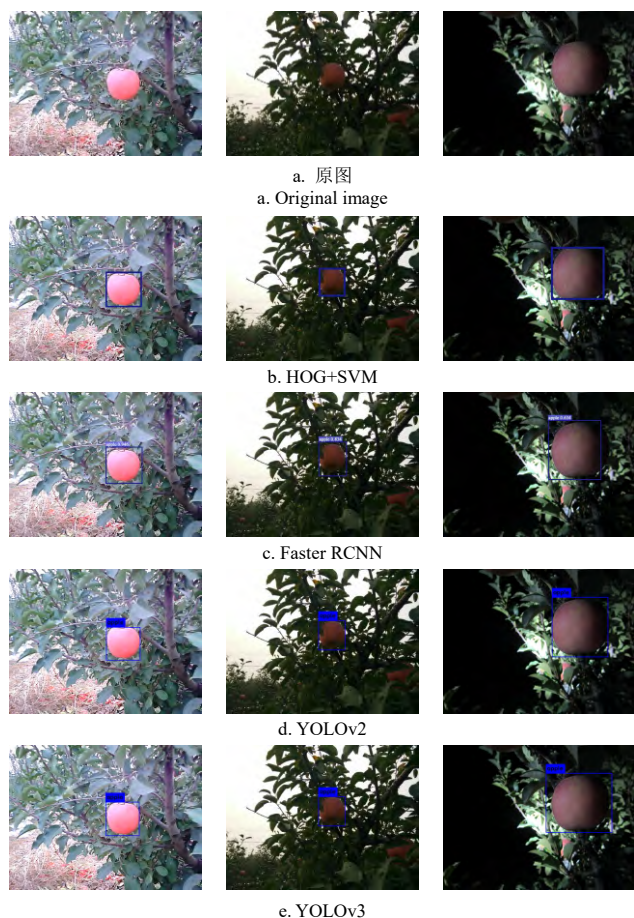 a. 原图
a. Original image
b. HOG+SVM
c. Faster RCNN
d. YOLOv2
e. YOLOv3